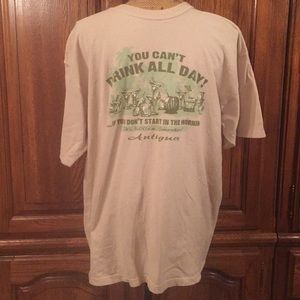 YOU CAN'T
DRINK ALL DAY!
IF YOU DON'T START IN THE MORNING
Antigua